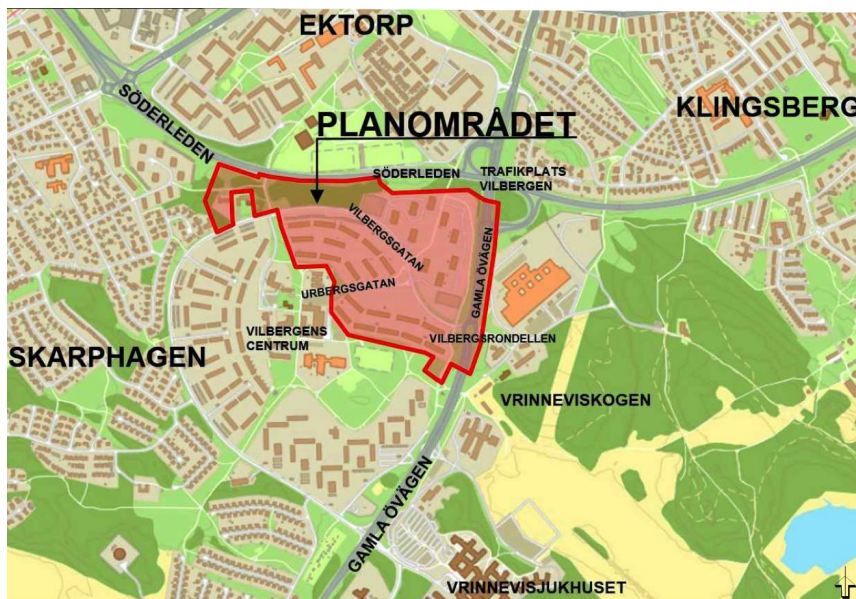 EKTORP
SÖDERLEDEN
KLINGSBERG
PLANOMRÅDET
SÖDERLEDEN
TRAFIKPLATS
VILBERGEN
VILBERGSGATAN
GAMLA ÖVÄGEN
URBERGSGATAN
VILBERGENS
CENTRUM
VILBERGSRONDELLEN
SKARPHAGEN
VRINNEVISKOGEN
GAMLA ÖVÄGEN
VRINNEVISJUKHUSET